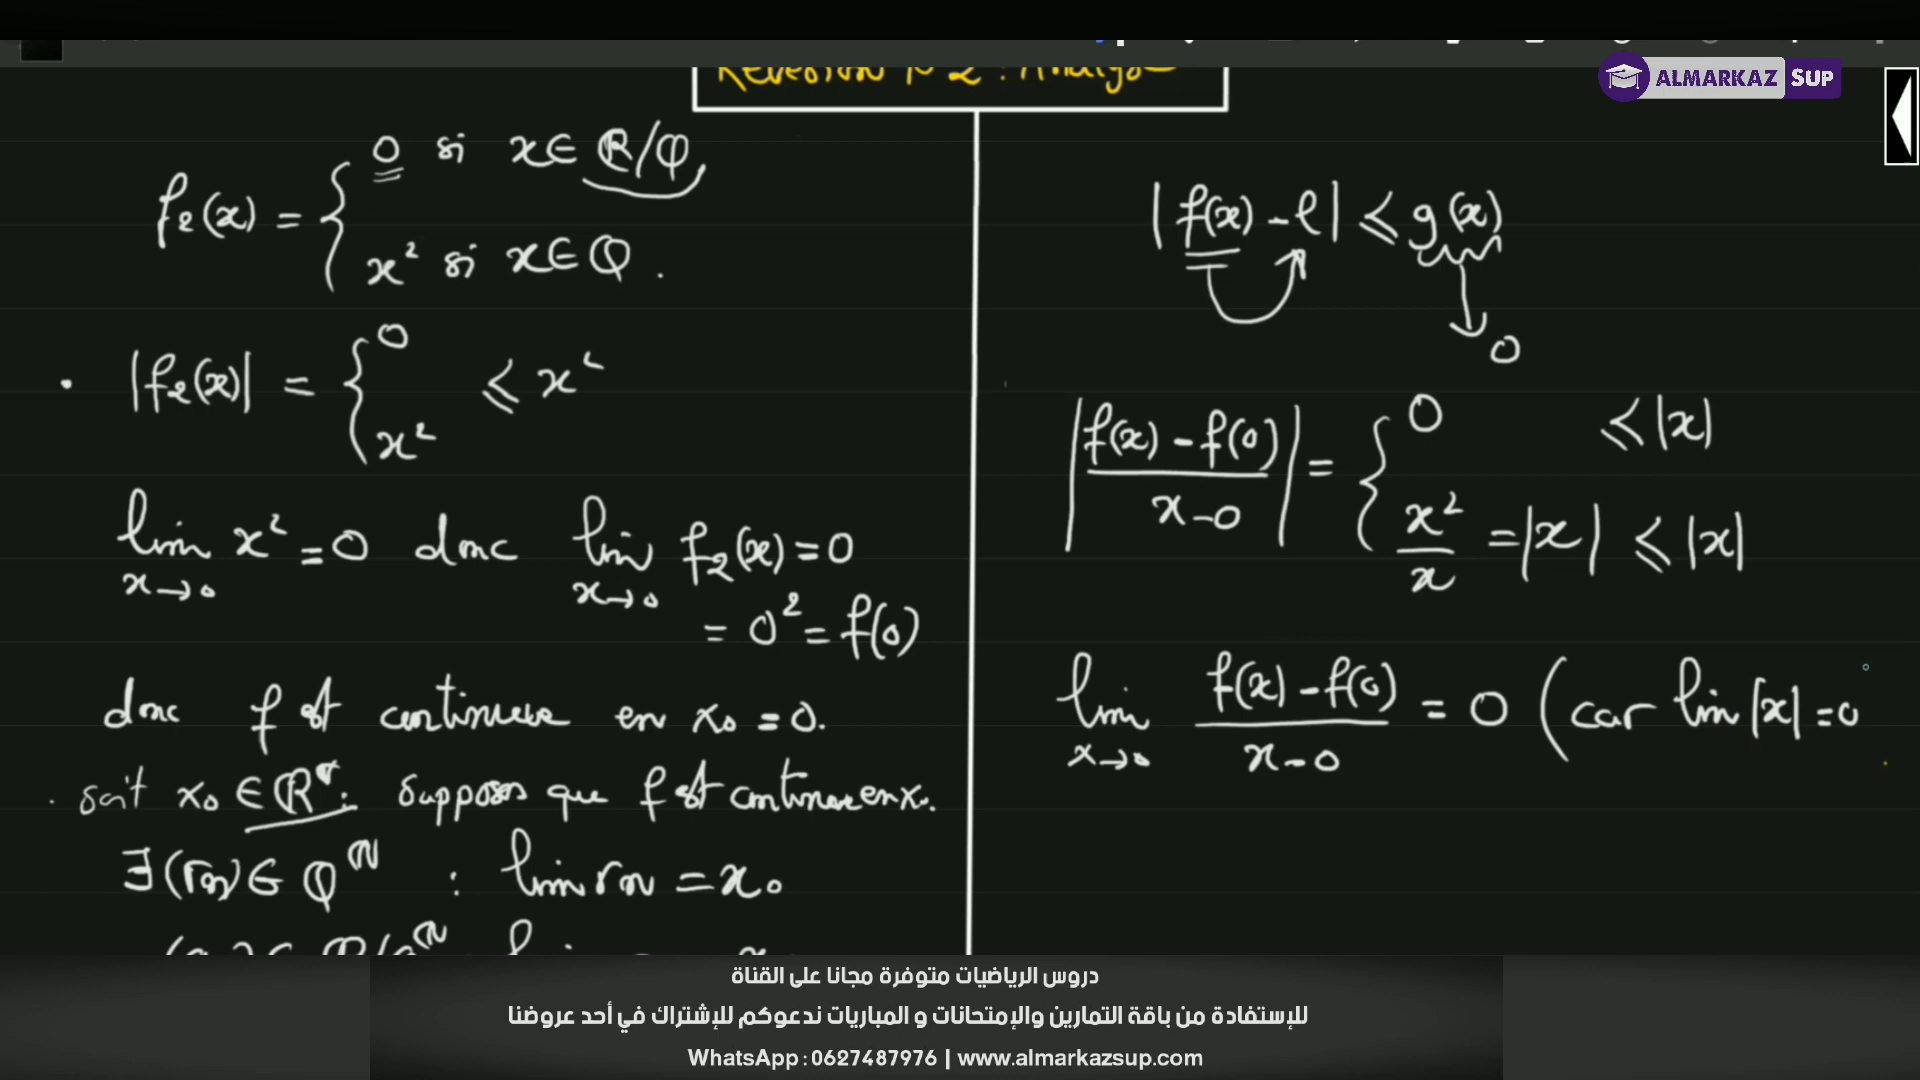 ALMARKAZ SUP
f₂(x) = { 0 si x ∈ ℝ/ℚ
x² si x ∈ ℚ .
• |f₂(x)| = { 0
x² ⩽ x²
lim x→0 x² = 0 donc lim x→0 f₂(x) = 0
= 0² = f(0)
donc f est continue en x₀ = 0.
. soit x₀ ∈ ℝ* : supposons que f est continue en x₀.
∃ (rₙ) ∈ ℚ^ℕ : lim rₙ = x₀
|f(x) - l| ⩽ g(x)
0
|f(x) - f(0) / x - 0| = { 0 ⩽ |x|
x²/x = |x| ⩽ |x|
lim x→0 f(x) - f(0) / x - 0 = 0 (car lim |x| = 0
دروس الرياضيات متوفرة مجانا على القناة
للإستفادة من باقة التمارين والإمتحانات و المباريات ندعوكم للإشتراك في أحد عروضنا
WhatsApp : 0627487976 | www.almarkazsup.com